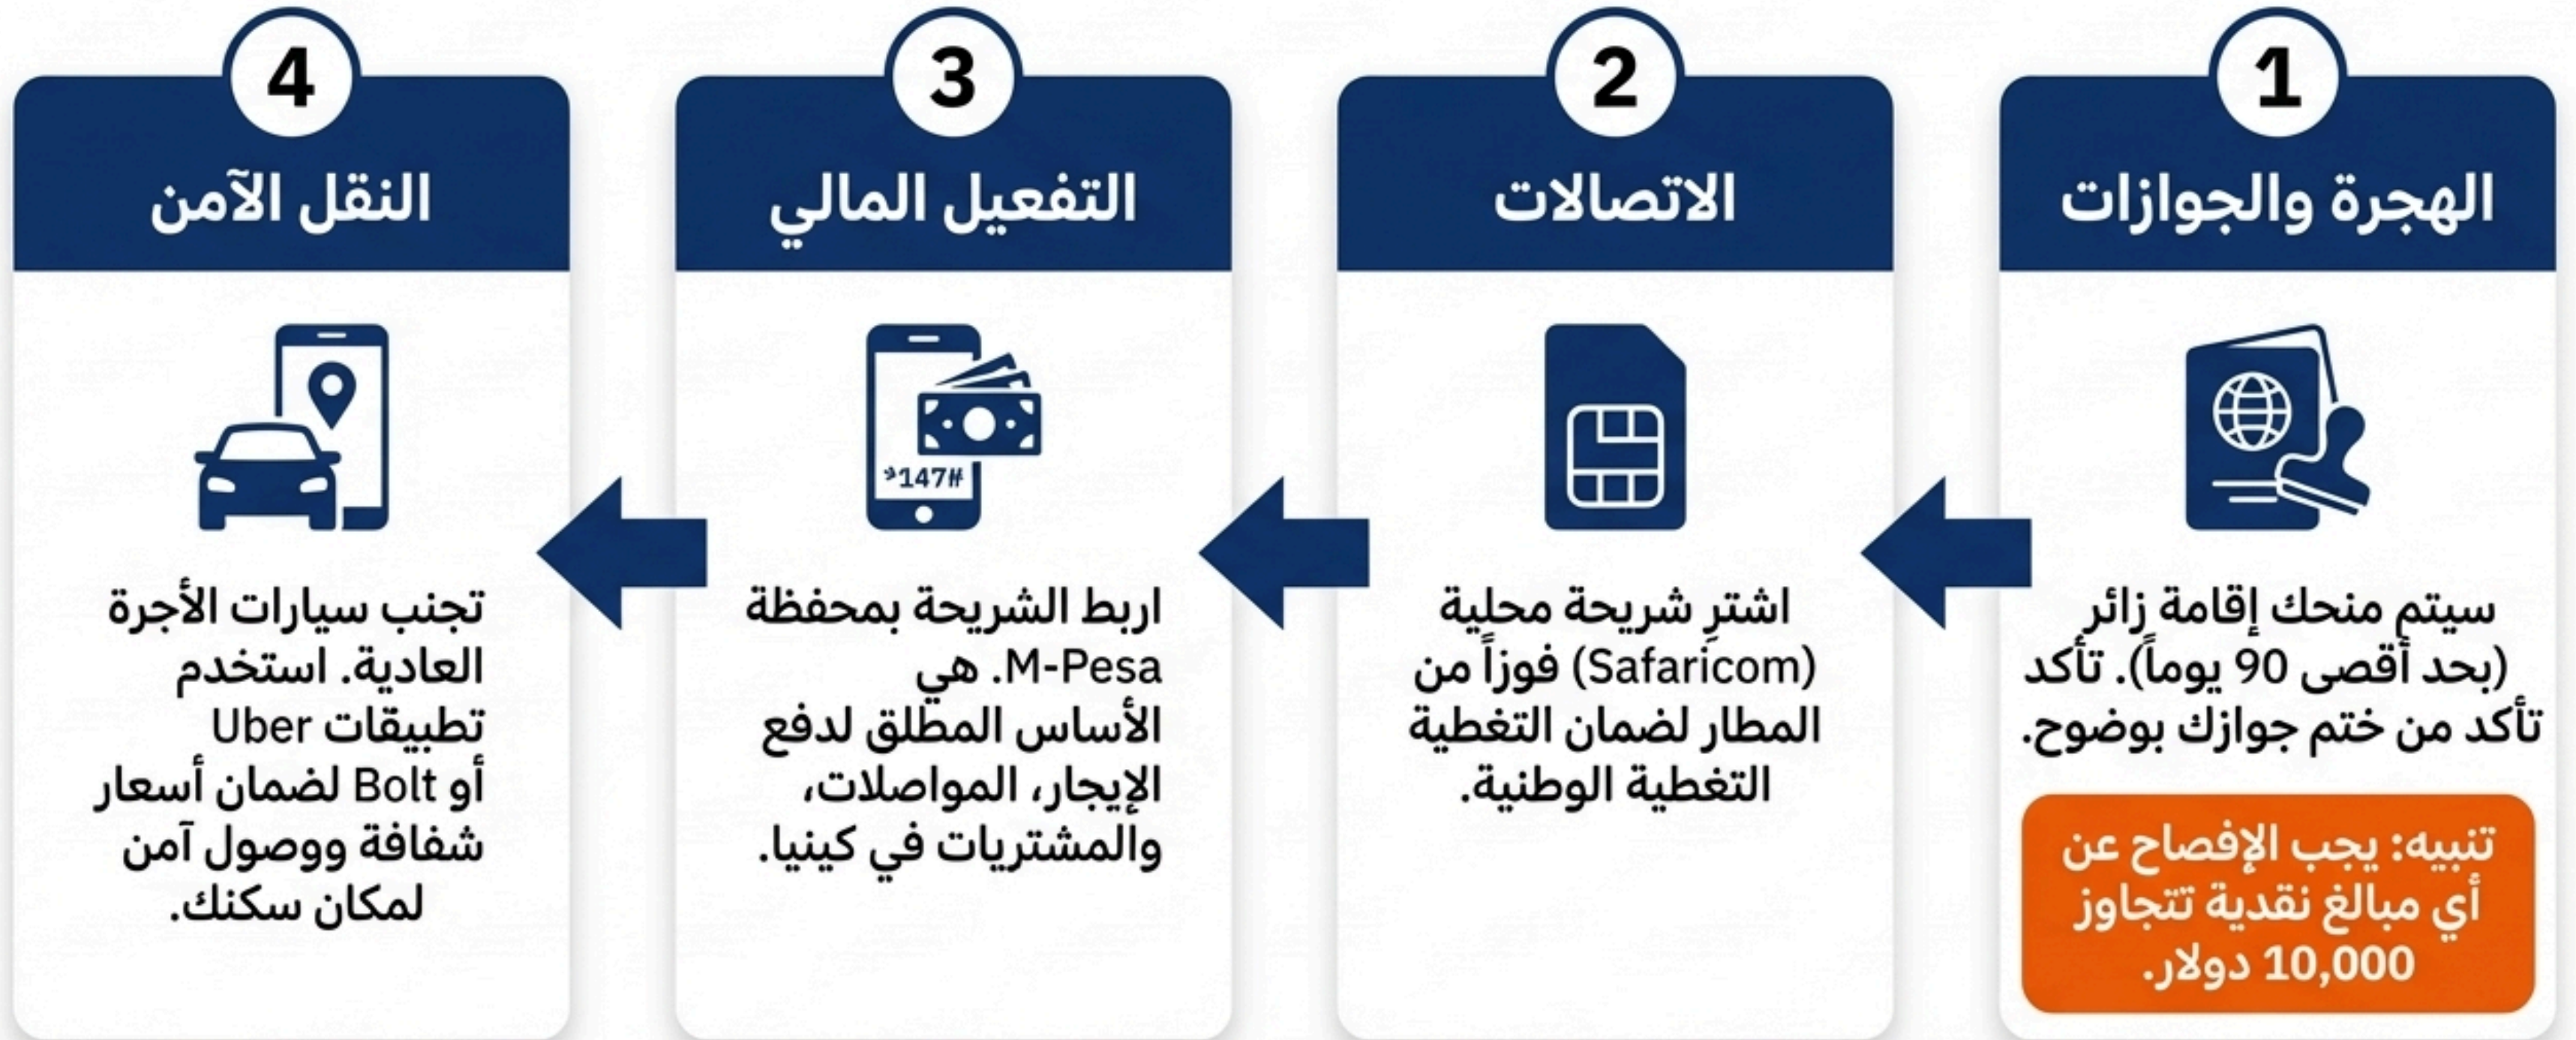 1
الهجرة والجوازات
سيتم منحك إقامة زائر
(بحد أقصى 90 يوماً). تأكد
تأكد من ختم جوازك بوضوح.
تنبيه: يجب الإفصاح عن
أي مبالغ نقدية تتجاوز
10,000 دولار.
2
الاتصالات
اشترِ شريحة محلية
(Safaricom) فوزاً من
المطار لضمان التغطية
التغطية الوطنية.
3
التفعيل المالي
*147#
اربط الشريحة بمحفظة
M-Pesa. هي
الأساس المطلق لدفع
الإيجار، المواصلات،
والمشتريات في كينيا.
4
النقل الآمن
تجنب سيارات الأجرة
العادية. استخدم
تطبيقات Uber
أو Bolt لضمان أسعار
شفافة ووصول آمن
لمكان سكنك.